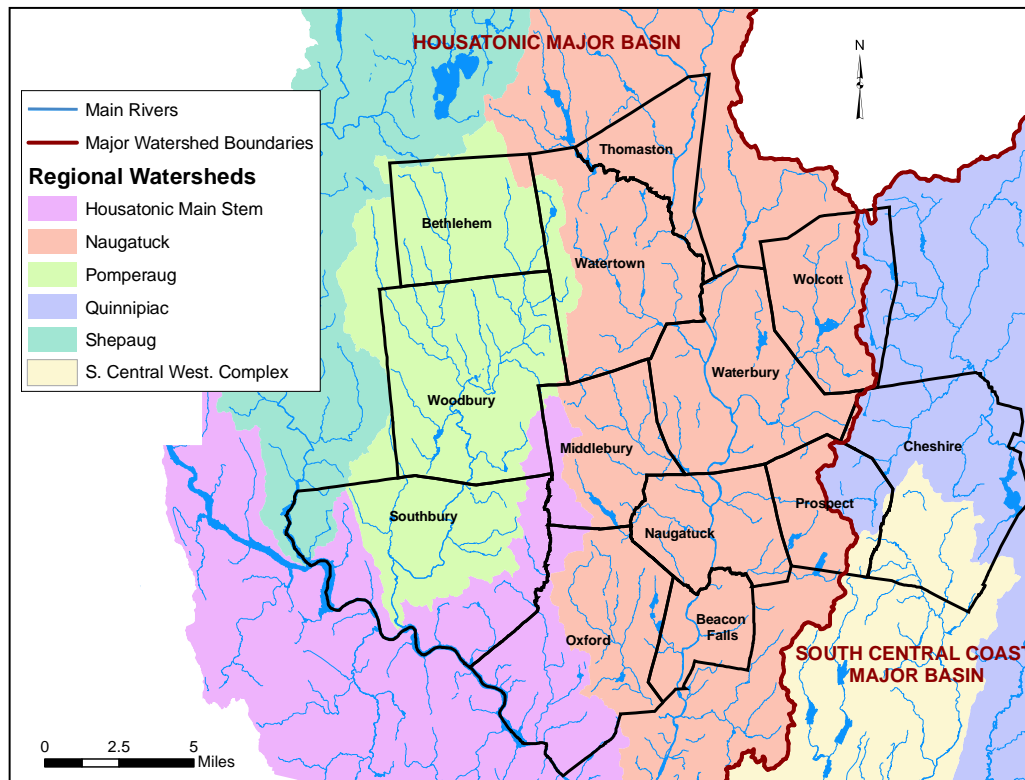 HOUSATONIC MAJOR BASIN
N
Main Rivers
Major Watershed Boundaries
Regional Watersheds
Housatonic Main Stem
Naugatuck
Pomperaug
Quinnipiac
Shepaug
S. Central West. Complex
Thomaston
Bethlehem
Watertown
Wolcott
Waterbury
Woodbury
Middlebury
Cheshire
Southbury
Prospect
Naugatuck
Beacon
Falls
Oxford
SOUTH CENTRAL COAST
MAJOR BASIN
0 2.5 5
Miles